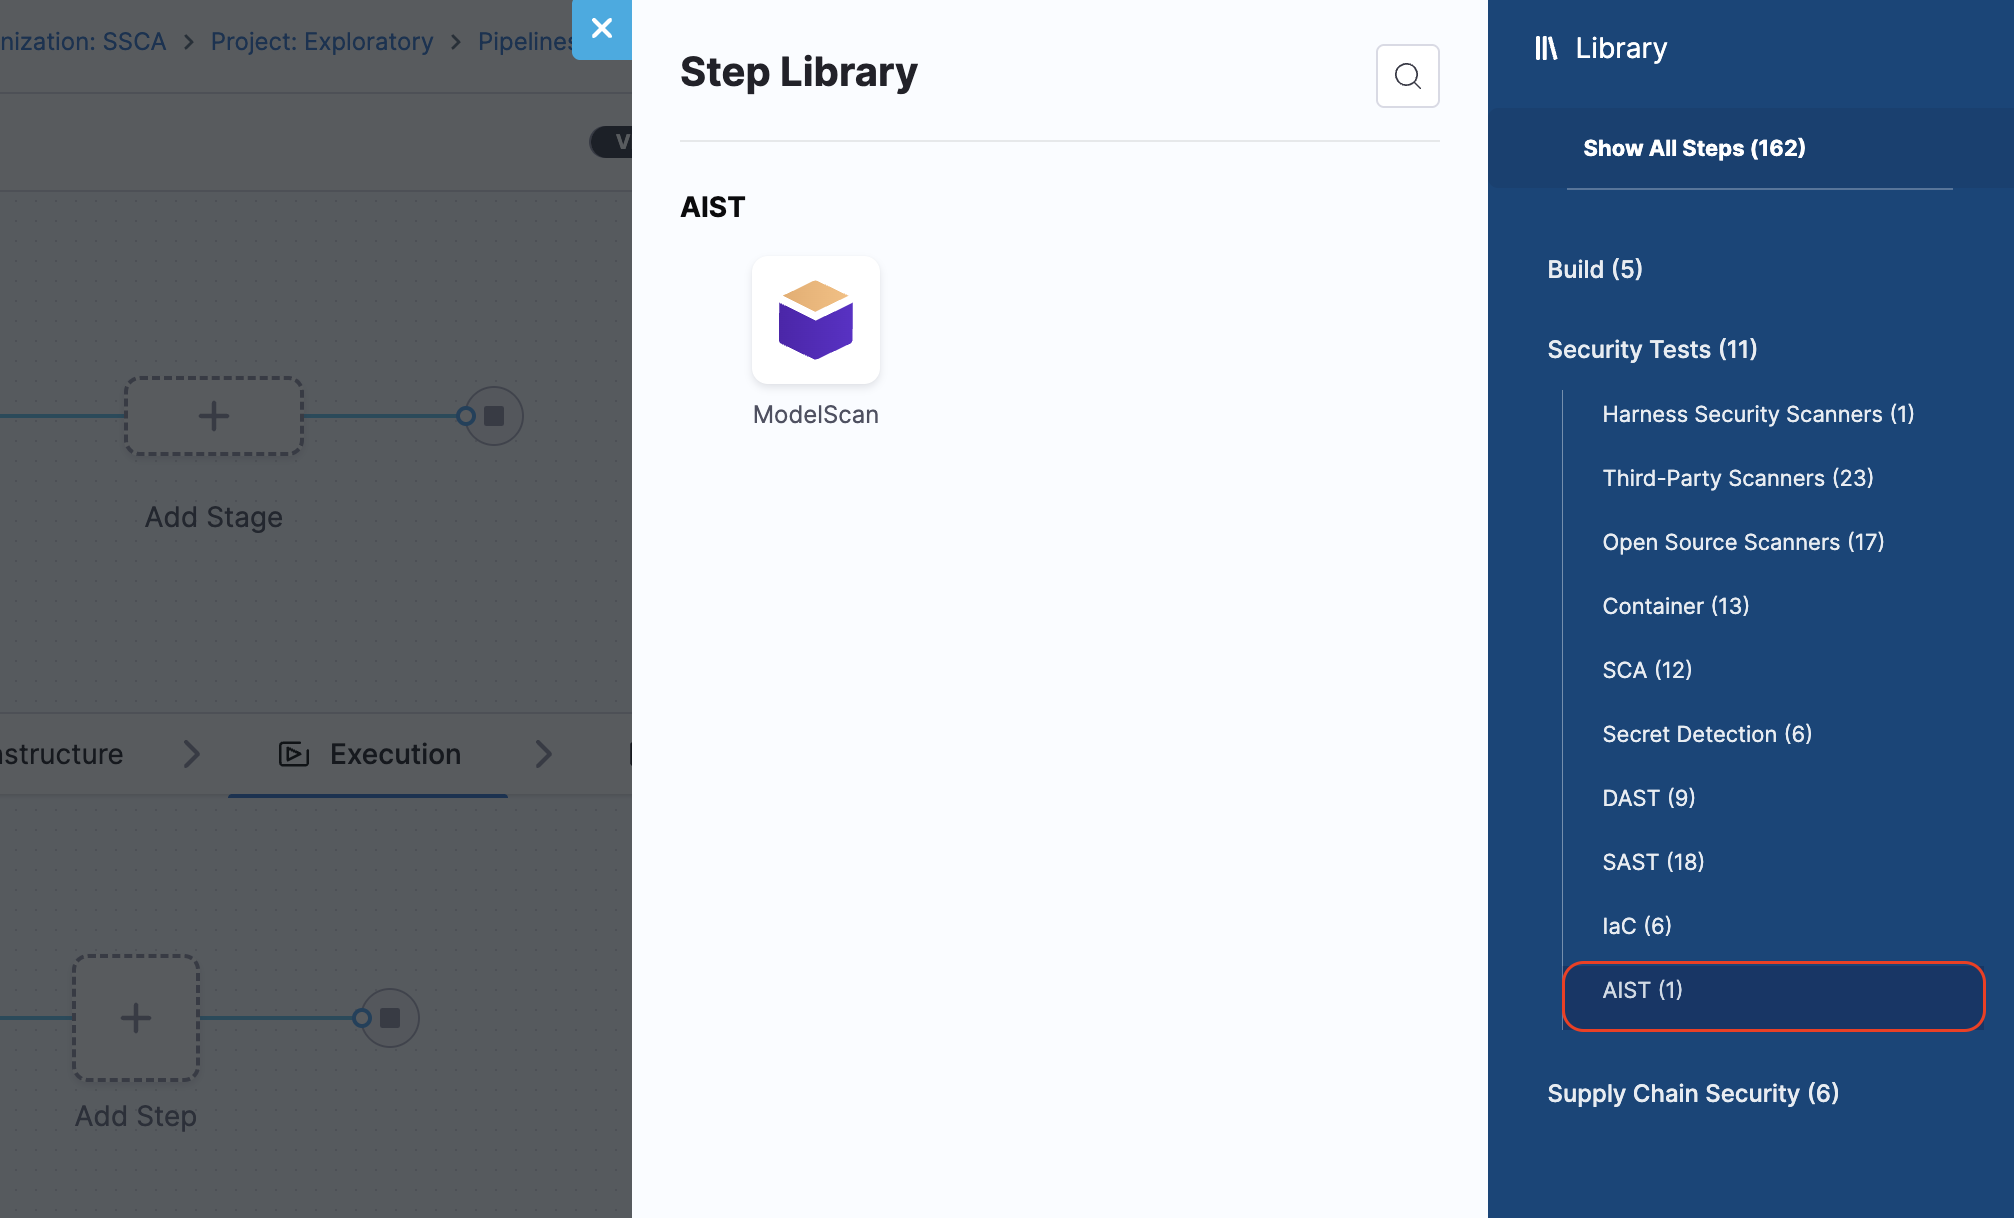 nization: SSCA > Project: Exploratory > Pipelines
V
Add Stage
structure > Execution >
Add Step
Step Library
AIST
ModelScan
Library
Show All Steps (162)
Build (5)
Security Tests (11)
Harness Security Scanners (1)
Third-Party Scanners (23)
Open Source Scanners (17)
Container (13)
SCA (12)
Secret Detection (6)
DAST (9)
SAST (18)
IaC (6)
AIST (1)
Supply Chain Security (6)